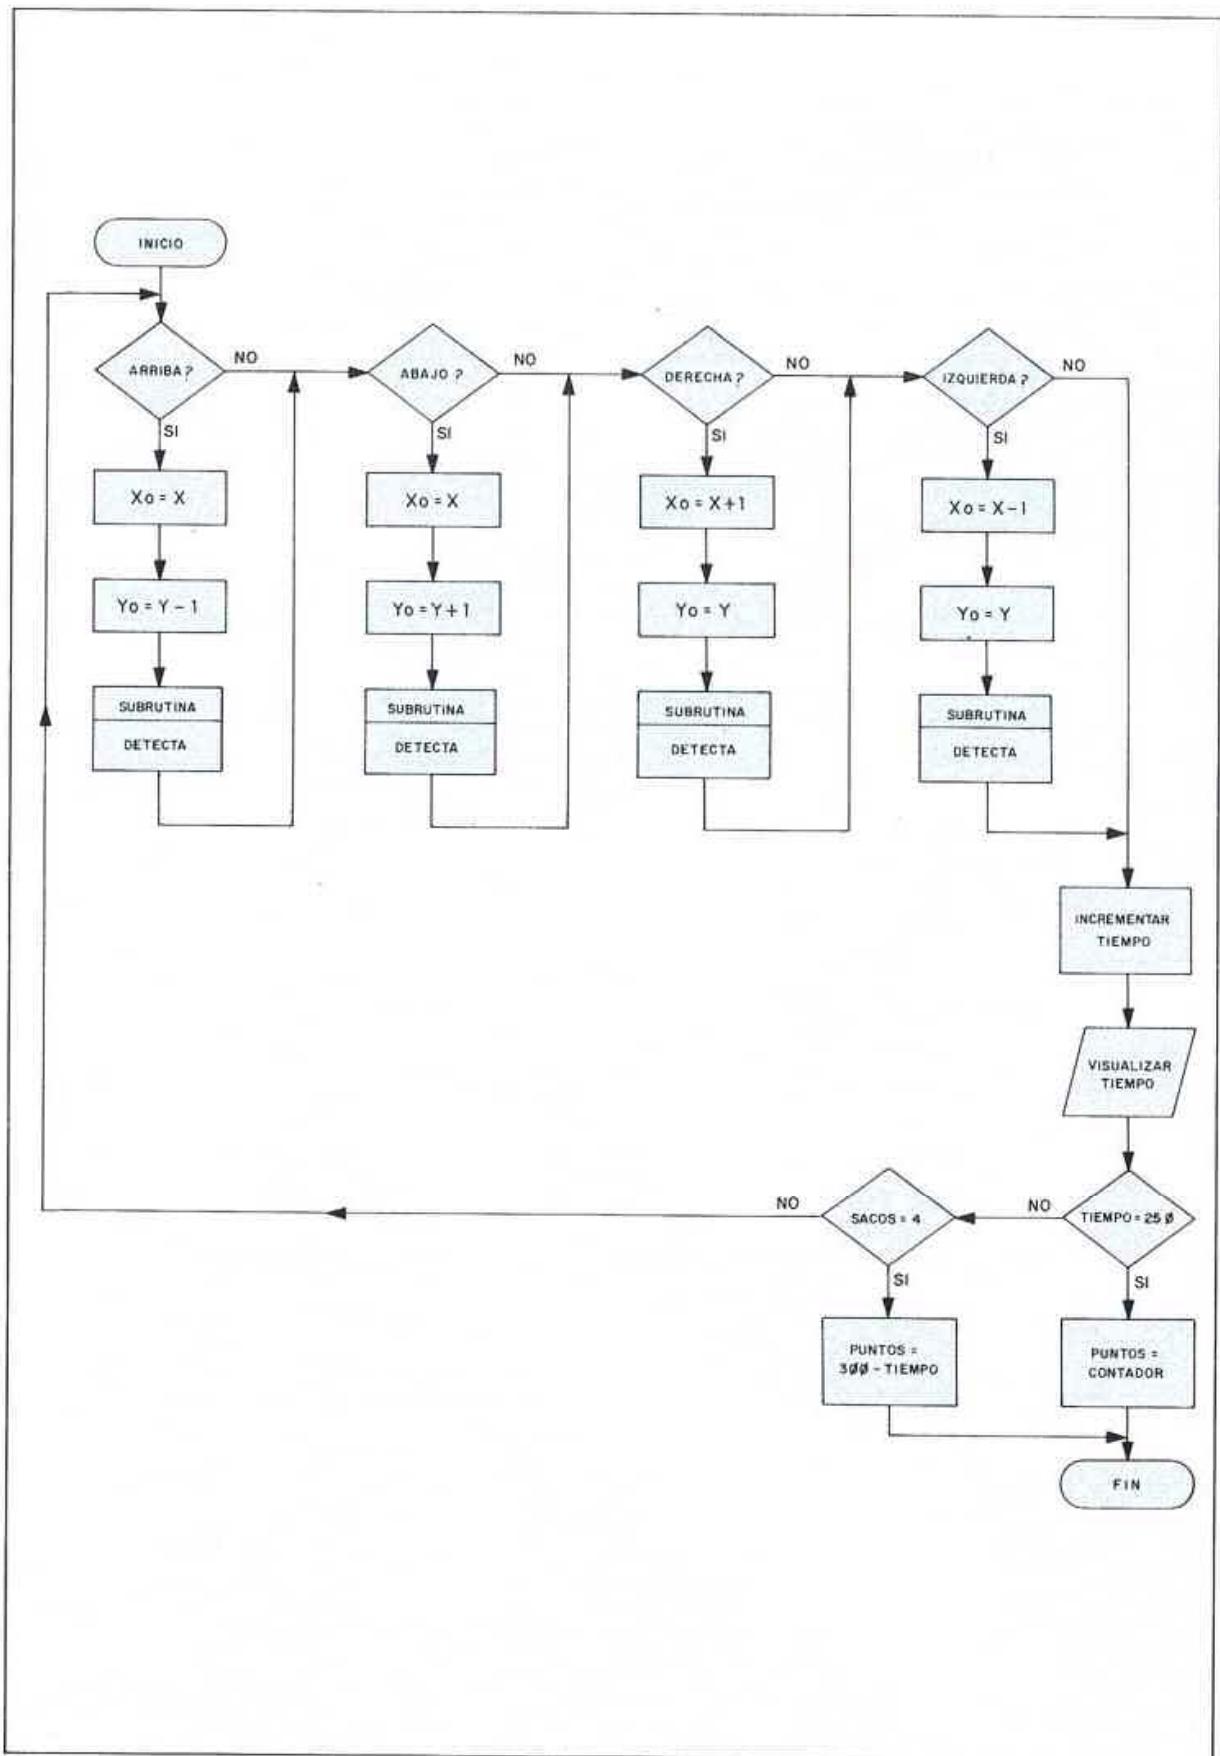 INICIO
ARRIBA?
NO
ABAJO ?
NO
DERECHA ?
NO
IZQUIERDA ?
NO
SI
SI
SI
SI
Xo = X
Xo = X
Xo = X+1
Xo = X-1
Yo = Y - 1
Yo = Y + 1
Yo = Y
Yo = Y
SUBRUTINA
DETECTA
SUBRUTINA
DETECTA
SUBRUTINA
DETECTA
SUBRUTINA
DETECTA
INCREMENTAR
TIEMPO
VISUALIZAR
TIEMPO
NO
SACOS = 4
NO
TIEMPO = 25Ø
SI
SI
PUNTOS =
3ØØ - TIEMPO
PUNTOS =
CONTADOR
FIN